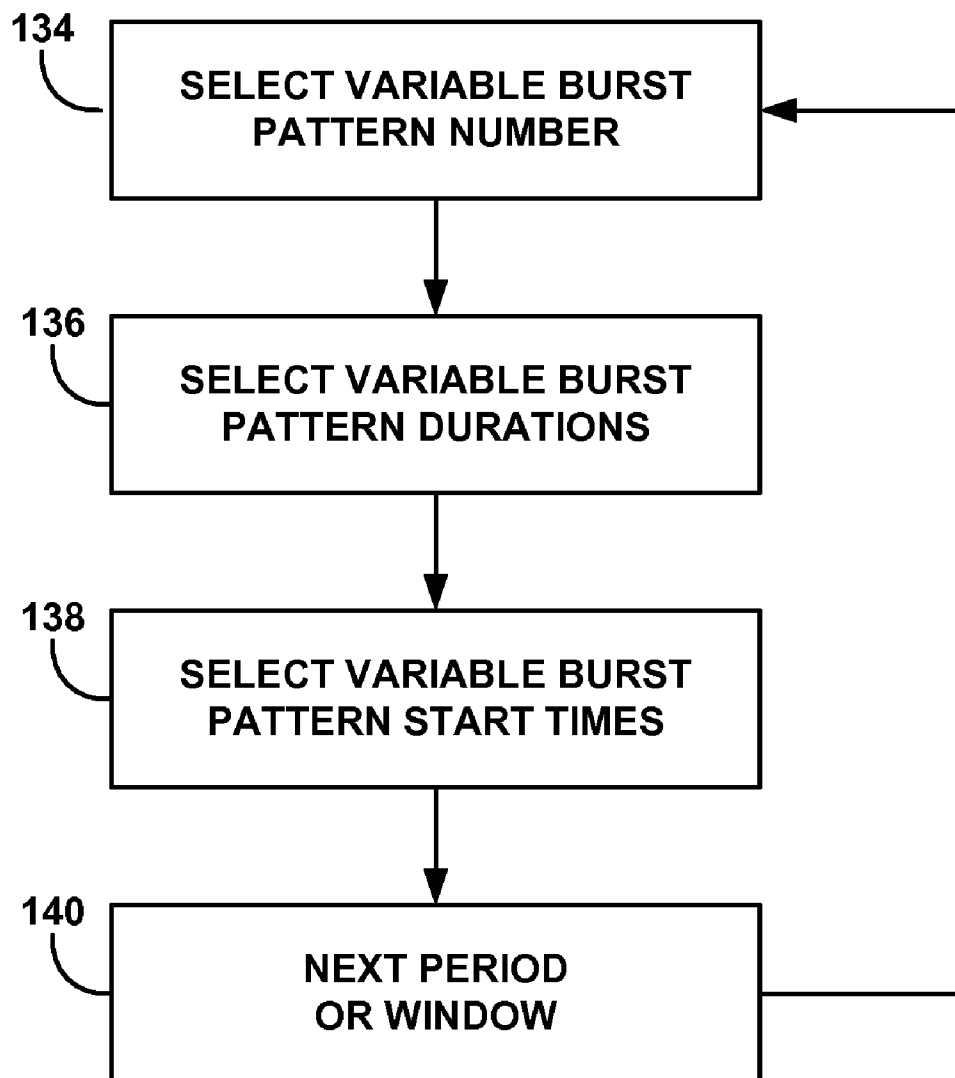 134
SELECT VARIABLE BURST
PATTERN NUMBER
136
SELECT VARIABLE BURST
PATTERN DURATIONS
138
SELECT VARIABLE BURST
PATTERN START TIMES
140
NEXT PERIOD
OR WINDOW